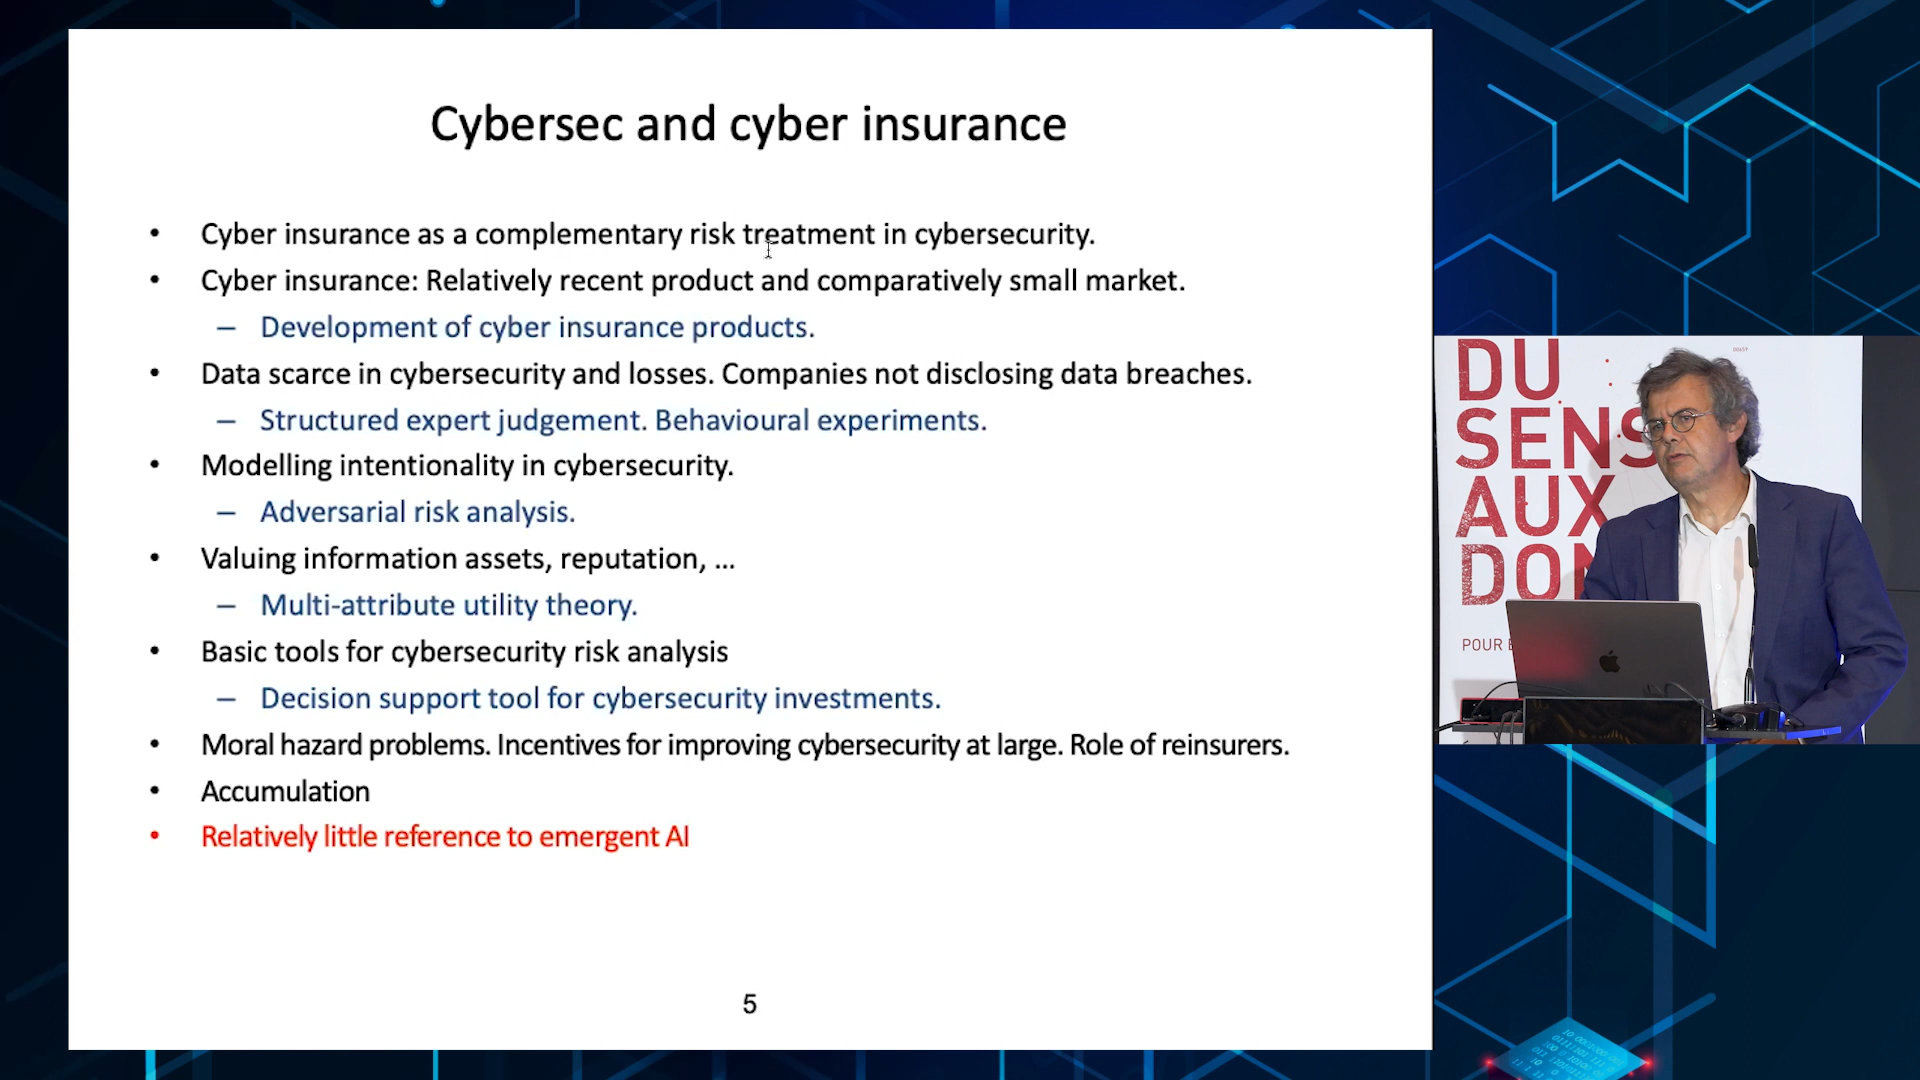 Cybersec and cyber insurance
• Cyber insurance as a complementary risk treatment in cybersecurity.
• Cyber insurance: Relatively recent product and comparatively small market.
– Development of cyber insurance products.
• Data scarce in cybersecurity and losses. Companies not disclosing data breaches.
– Structured expert judgement. Behavioural experiments.
• Modelling intentionality in cybersecurity.
– Adversarial risk analysis.
• Valuing information assets, reputation, ...
– Multi-attribute utility theory.
• Basic tools for cybersecurity risk analysis
– Decision support tool for cybersecurity investments.
• Moral hazard problems. Incentives for improving cybersecurity at large. Role of reinsurers.
• Accumulation
• Relatively little reference to emergent AI
5
DU
SENS
AUX
DON
POUR